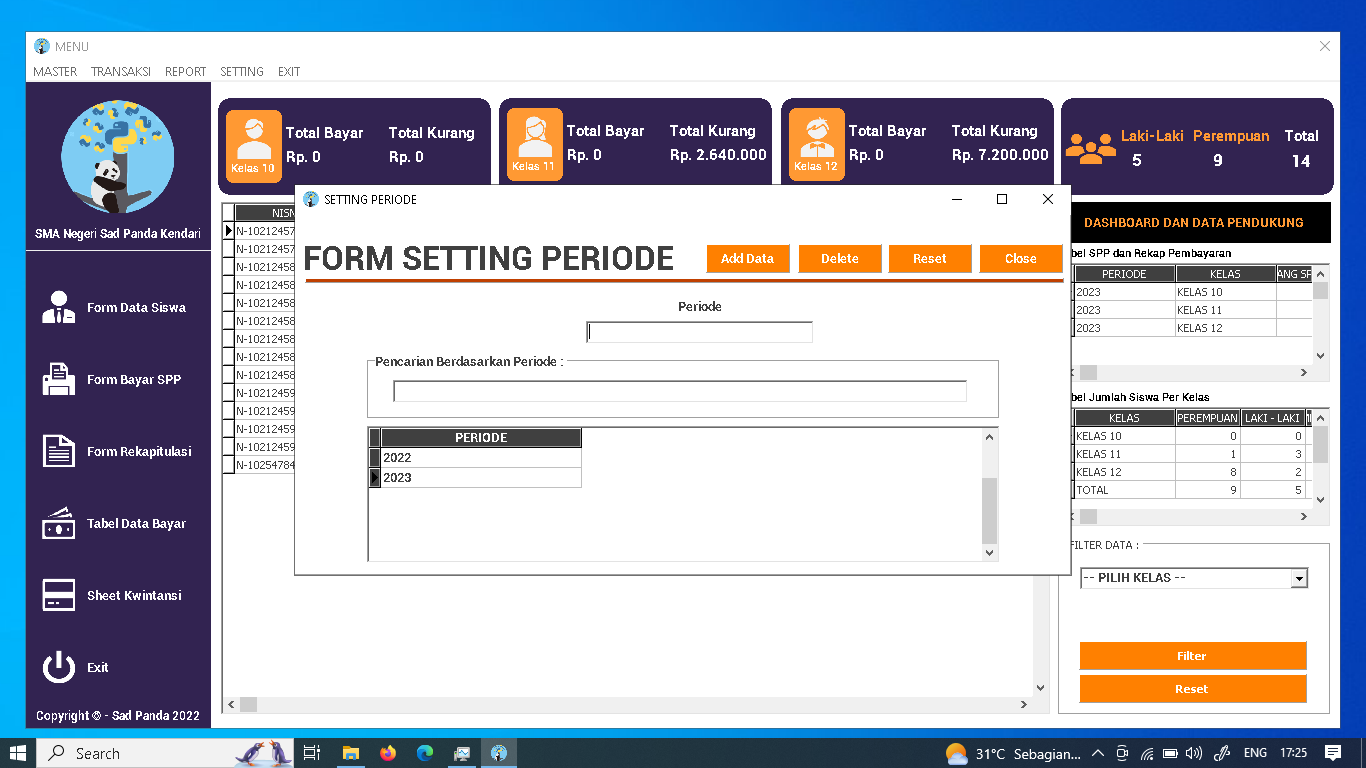 MENU
MASTER TRANSAKSI REPORT SETTING EXIT
SMA Negeri Sad Panda Kendari
Form Data Siswa
Form Bayar SPP
Form Rekapitulasi
Tabel Data Bayar
Sheet Kwintansi
Exit
Copyright © - Sad Panda 2022
Kelas 10
Total Bayar Total Kurang
Rp. 0 Rp. 0
Kelas 11
Total Bayar Total Kurang
Rp. 0 Rp. 2.640.000
Kelas 12
Total Bayar Total Kurang
Rp. 0 Rp. 7.200.000
Laki-Laki Perempuan Total
5 9 14
NISN
N-10212457
N-10212457
N-10212458
N-10212458
N-10212458
N-10212458
N-10212458
N-10212458
N-10212458
N-10212459
N-10212459
N-10212459
N-10212459
N-10254784
SETTING PERIODE
FORM SETTING PERIODE
Add Data Delete Reset Close
Periode
Pencarian Berdasarkan Periode :
PERIODE
2022
2023
DASHBOARD DAN DATA PENDUKUNG
bel SPP dan Rekap Pembayaran
PERIODE KELAS ANG SF
2023 KELAS 10
2023 KELAS 11
2023 KELAS 12
bel Jumlah Siswa Per Kelas
KELAS PEREMPUAN LAKI - LAKI
KELAS 10 0 0
KELAS 11 1 3
KELAS 12 8 2
TOTAL 9 5
FILTER DATA :
-- PILIH KELAS --
Filter
Reset
Search
31°C Sebagian...
ENG
17:25